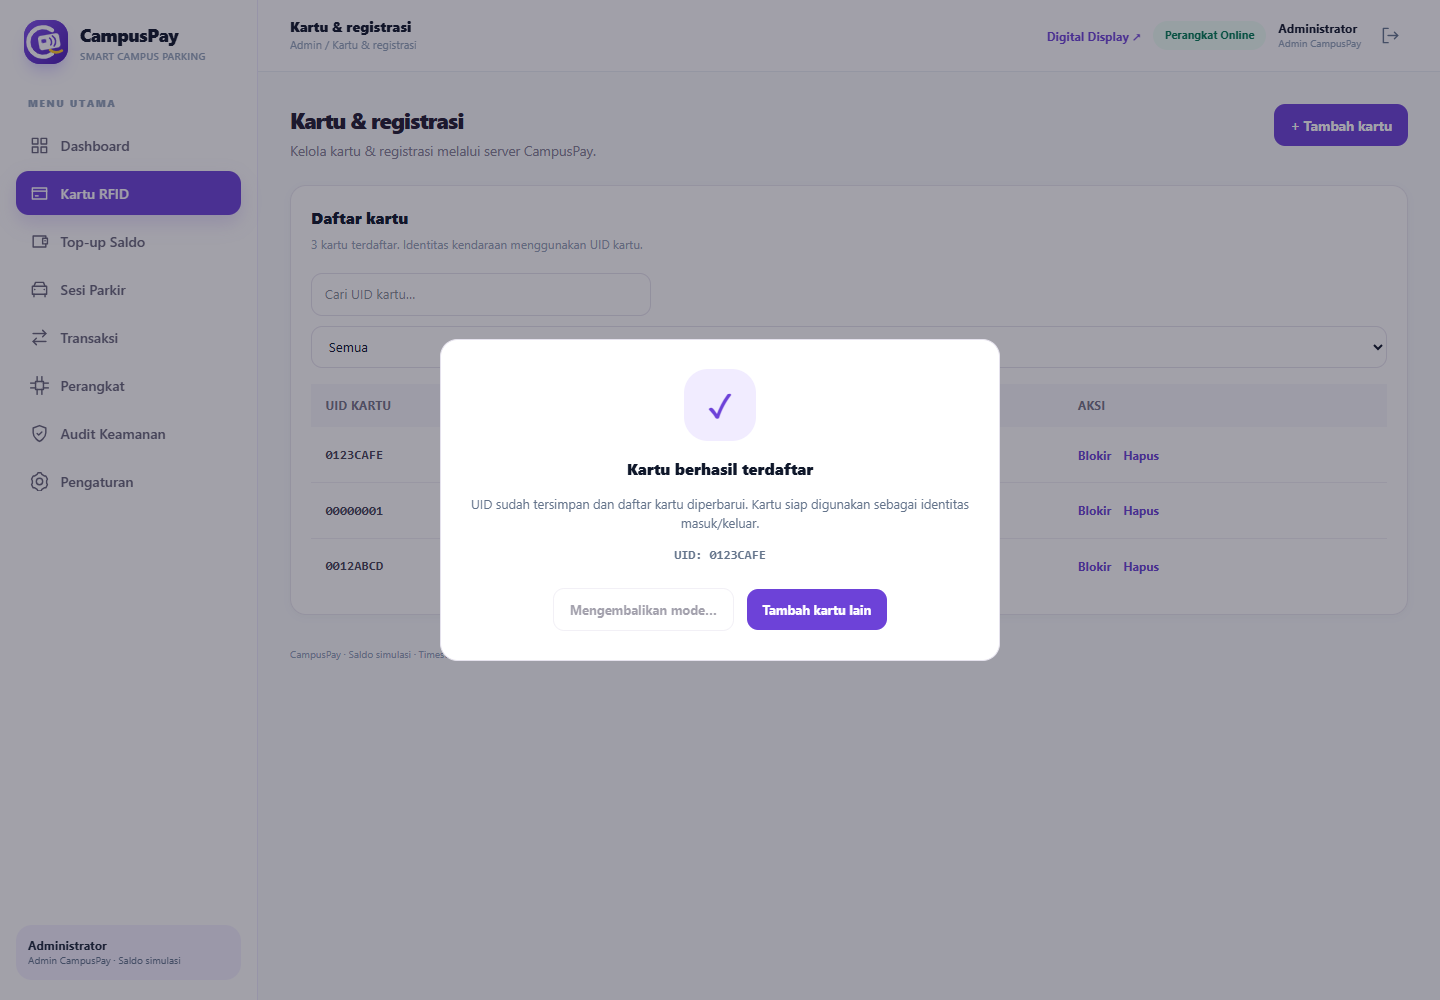 CampusPay
SMART CAMPUS PARKING
MENU UTAMA
Dashboard
Kartu RFID
Top-up Saldo
Sesi Parkir
Transaksi
Perangkat
Audit Keamanan
Pengaturan
Administrator
Admin CampusPay · Saldo simulasi
Kartu & registrasi
Admin / Kartu & registrasi
Digital Display ↗
Perangkat Online
Administrator
Admin CampusPay
Kartu & registrasi
Kelola kartu & registrasi melalui server CampusPay.
+ Tambah kartu
Daftar kartu
3 kartu terdaftar. Identitas kendaraan menggunakan UID kartu.
Cari UID kartu...
Semua
UID KARTU AKSI
0123CAFE Blokir Hapus
00000001 Blokir Hapus
0012ABCD Blokir Hapus
CampusPay · Saldo simulasi ·
Kartu berhasil terdaftar
UID sudah tersimpan dan daftar kartu diperbarui. Kartu siap digunakan sebagai identitas
masuk/keluar.
UID: 0123CAFE
Mengembalikan mode...
Tambah kartu lain